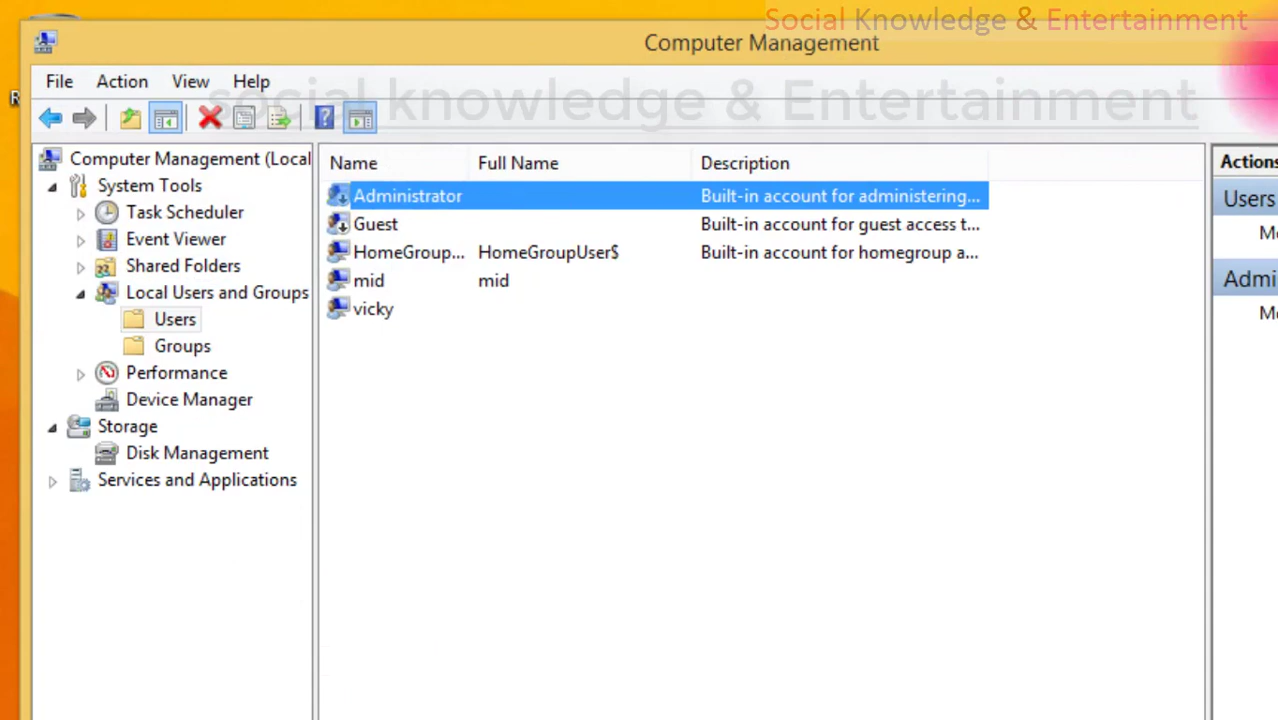 Social Knowledge & Entertainment
Computer Management
File Action View Help
social knowledge & Entertainment
Computer Management (Local
System Tools
Task Scheduler
Event Viewer
Shared Folders
Local Users and Groups
Users
Groups
Performance
Device Manager
Storage
Disk Management
Services and Applications
Name Full Name Description
Administrator Built-in account for administering...
Guest Built-in account for guest access t...
HomeGroup... HomeGroupUser$ Built-in account for homegroup a...
mid mid
vicky
Actions
Users
Mo
Admi
Mo
R